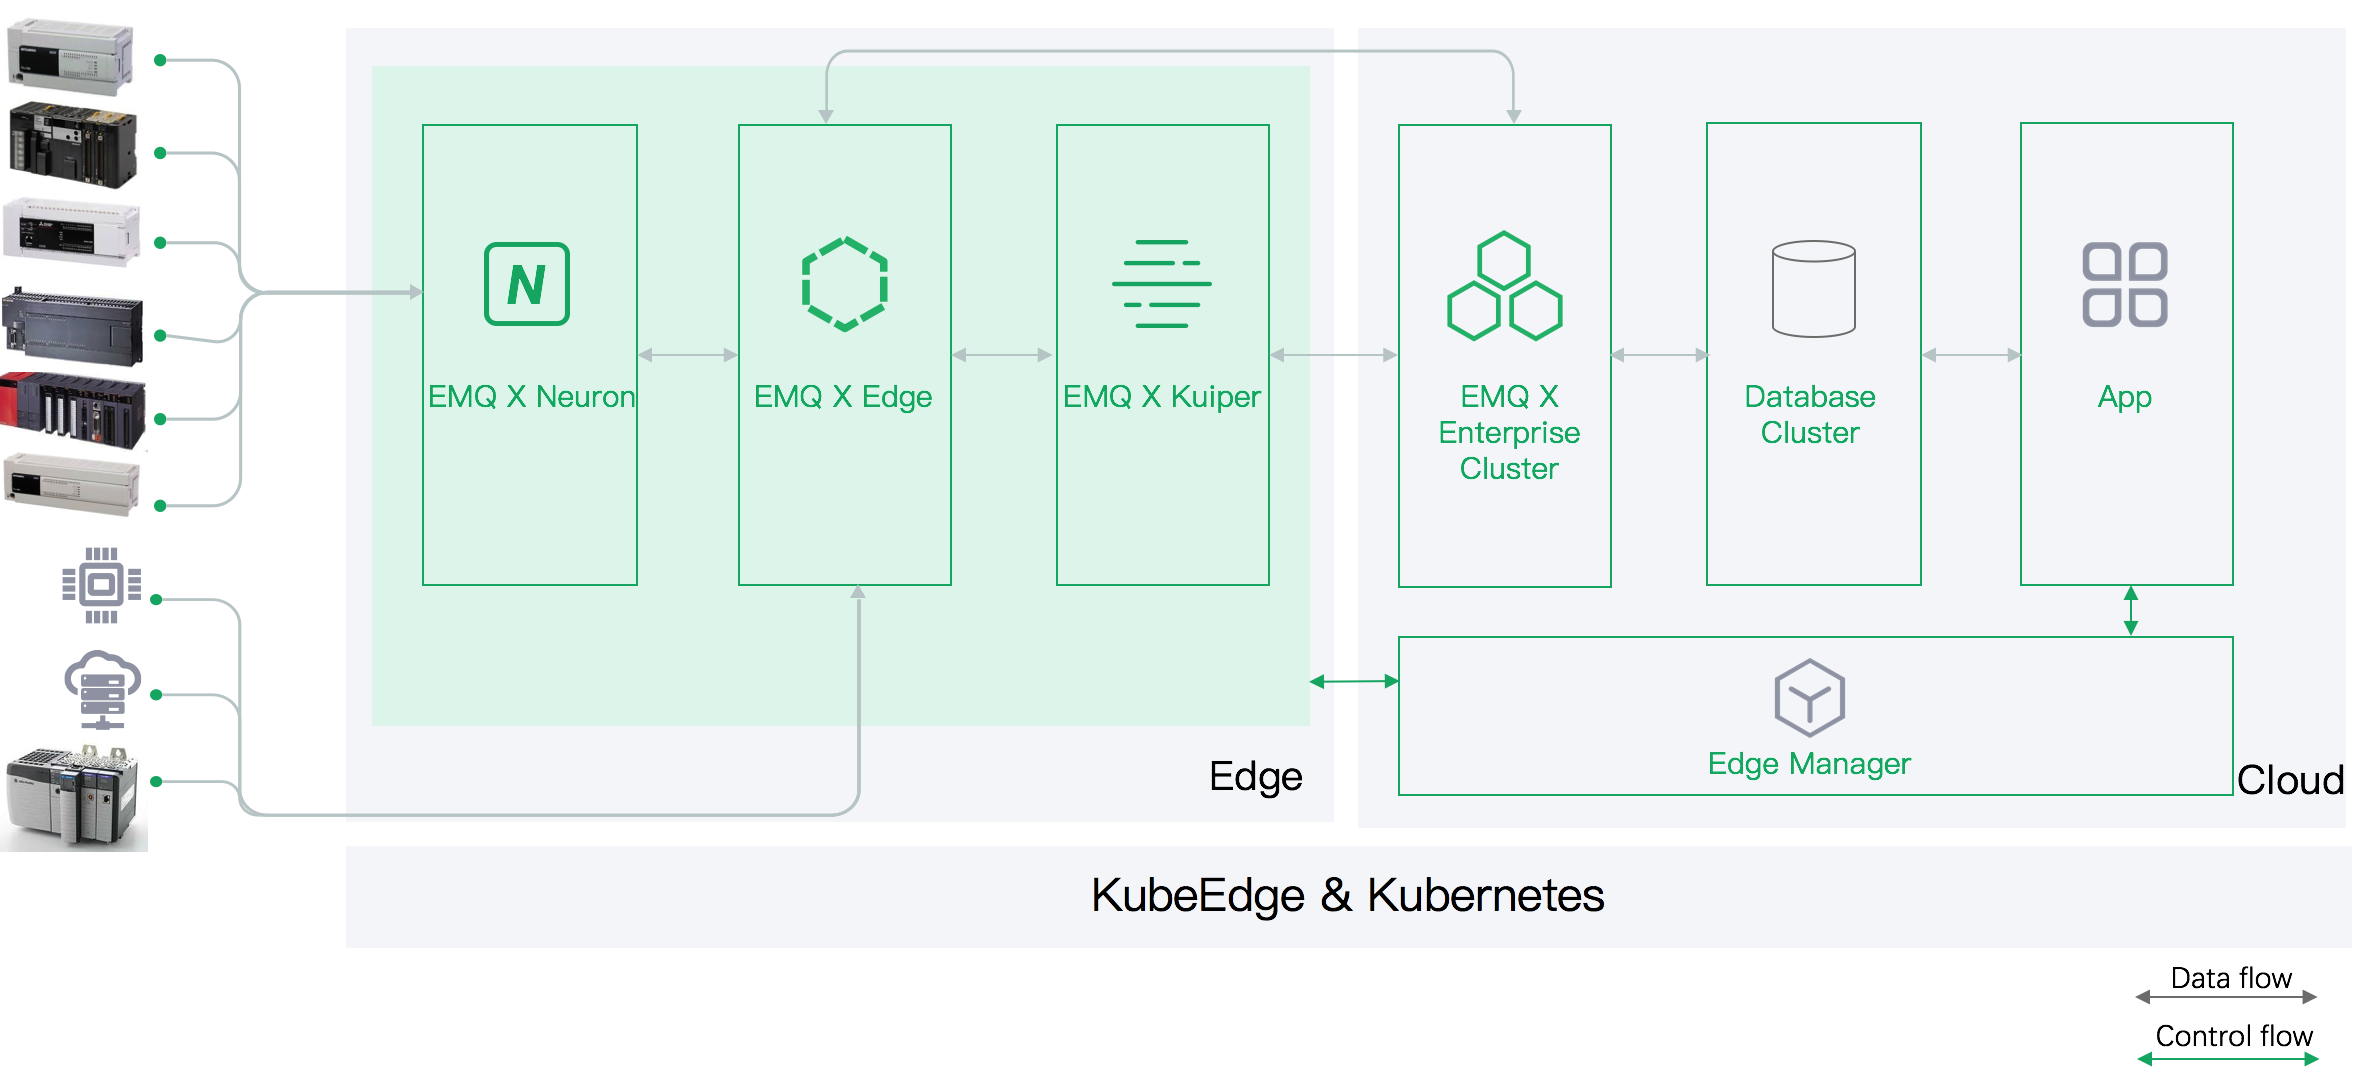 EMQ X Neuron
EMQ X Edge
EMQ X Kuiper
EMQ X
Enterprise
Cluster
Database
Cluster
App
Edge Manager
Edge
Cloud
KubeEdge & Kubernetes
Data flow
Control flow